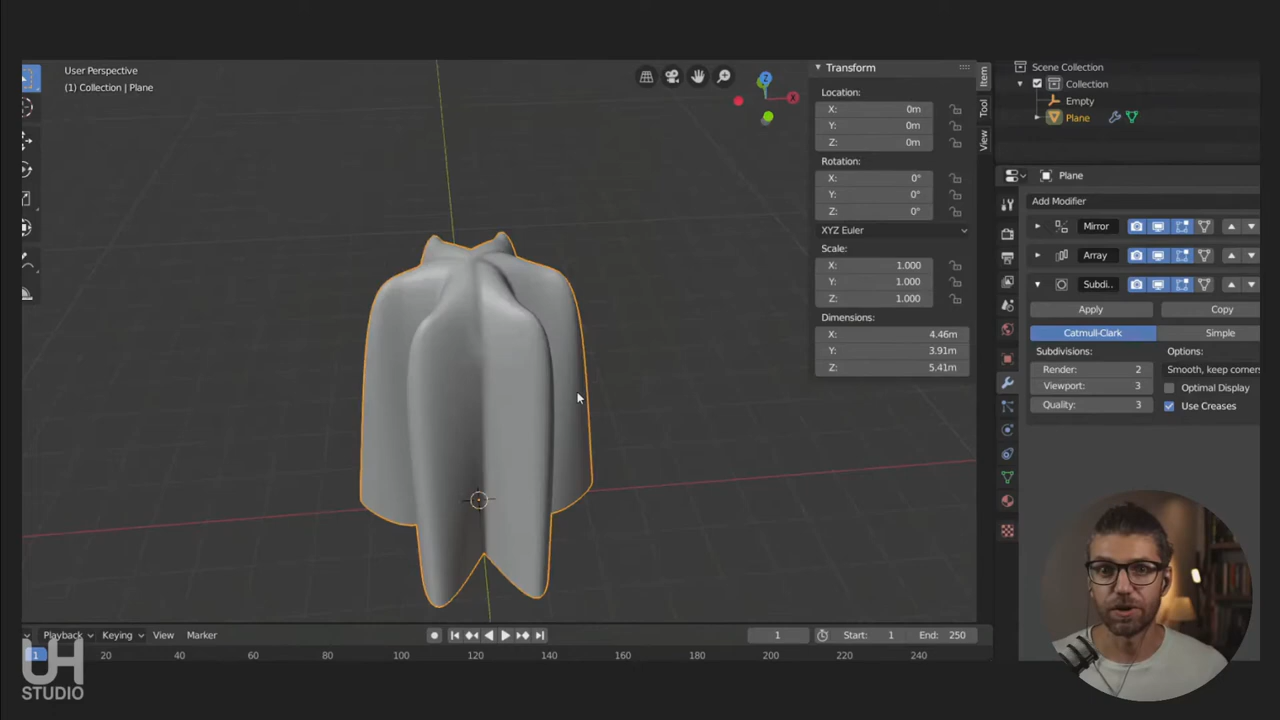 User Perspective
(1) Collection | Plane
Transform
Location:
X: 0m
Y: 0m
Z: 0m
Rotation:
X: 0°
Y: 0°
Z: 0°
XYZ Euler
Scale:
X: 1.000
Y: 1.000
Z: 1.000
Dimensions:
X: 4.46m
Y: 3.91m
Z: 5.41m
Item
Tool
View
Z
X
Scene Collection
Collection
Empty
Plane
Plane
Add Modifier
Mirror
Array
Subdi..
Apply Copy
Catmull-Clark Simple
Subdivisions: Options:
Render: 2 Smooth, keep corners
Viewport: 3 Optimal Display
Quality: 3 Use Creases
Playback Keying View Marker 1 Start: 1 End: 250
1 20 40 60 80 100 120 140 160 180 200 220 240
UH
STUDIO